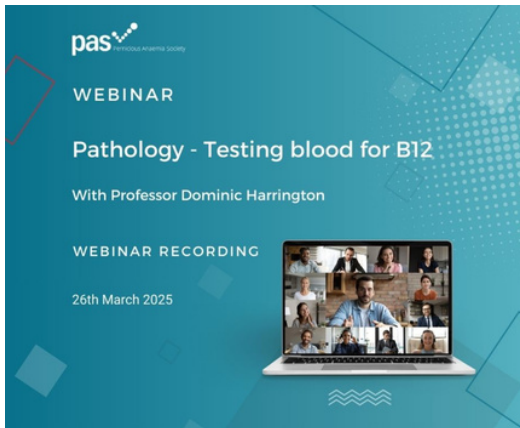 pas
Pernicious Anaemia Society
WEBINAR
Pathology - Testing blood for B12
With Professor Dominic Harrington
WEBINAR RECORDING
26th March 2025